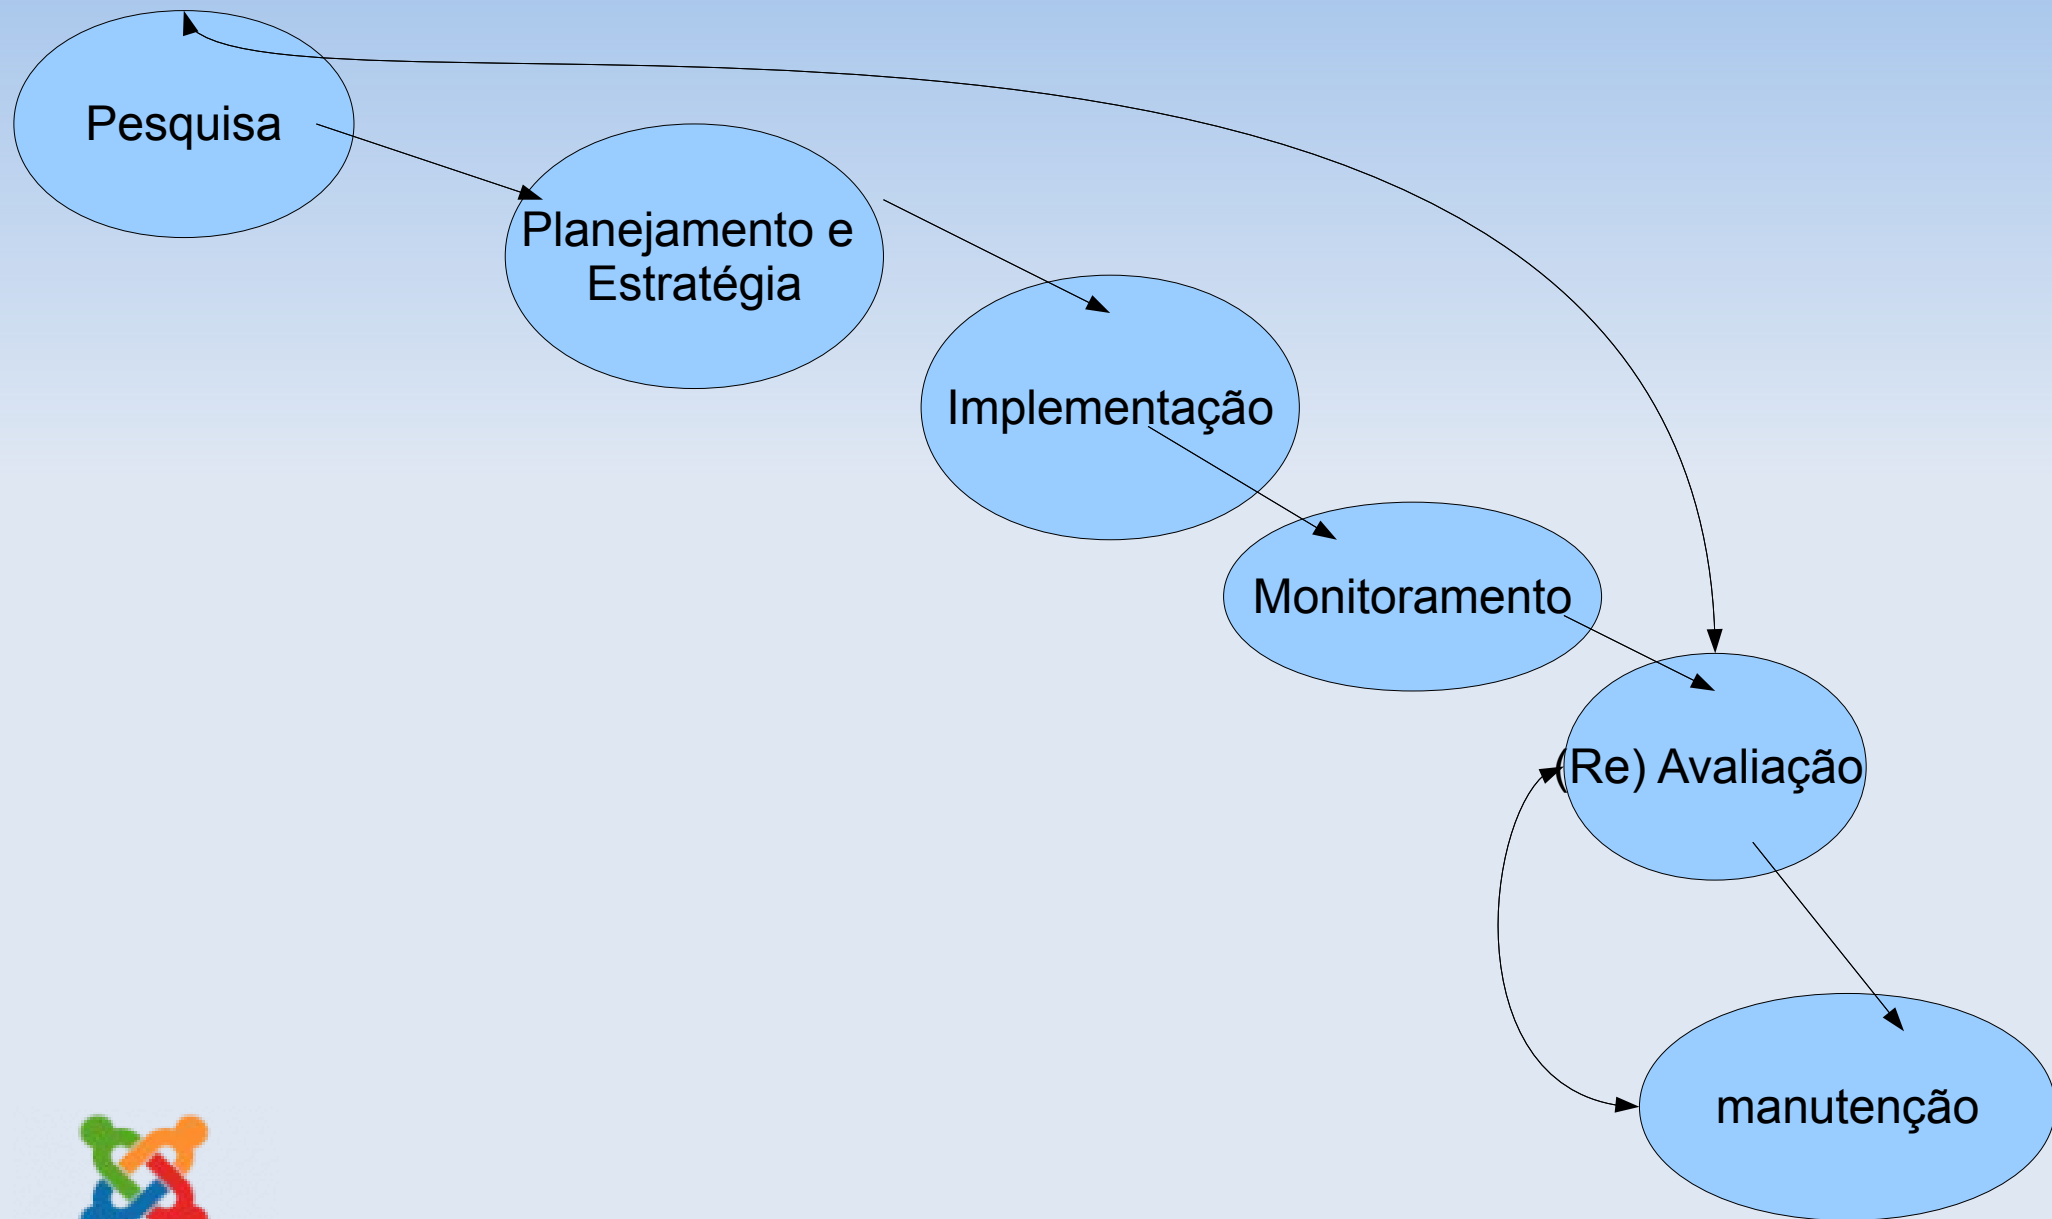 Pesquisa
Planejamento e
Estratégia
Implementação
Monitoramento
(Re) Avaliação
manutenção